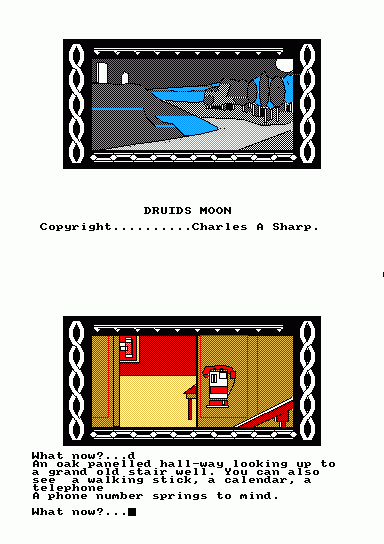 DRUIDS MOON
Copyright..........Charles A Sharp.
What now?...d
An oak panelled hall-way looking up to
a grand old stair well. You can also
see  a walking stick, a calendar, a
telephone
A phone number springs to mind.
What now?...